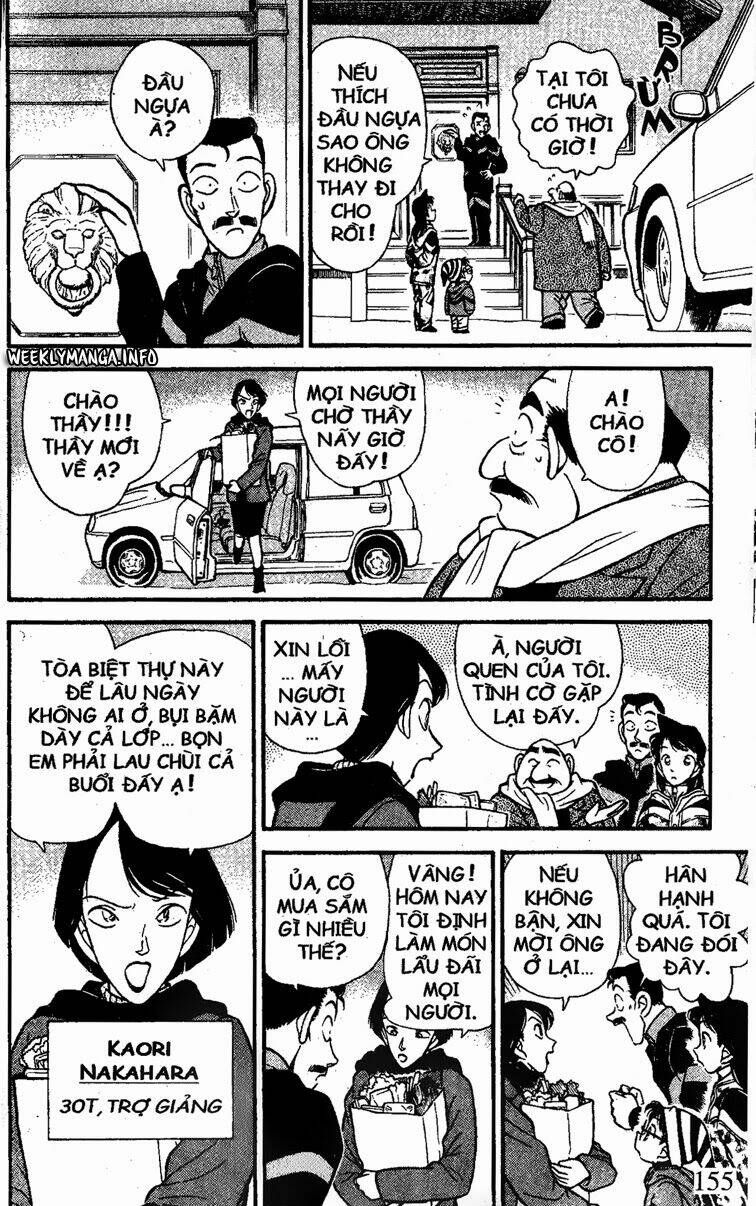 ĐẦU
NGỰA
À?
NẾU
THÍCH
ĐẦU NGỰA
SAO ÔNG
KHÔNG
THAY ĐI
CHO
RỒI!
TẠI TÔI
CHƯA
CÓ THỜI
GIỜ!
BRÙM
WEEKLYMANGA.INFO
CHÀO
THẦY!!!
THẦY MỚI
VỀ Ạ?
MỌI NGƯỜI
CHỜ THẦY
NÃY GIỜ
ĐẤY!
A!
CHÀO
CÔ!
TÒA BIỆT THỰ NÀY
ĐỂ LÂU NGÀY
KHÔNG AI Ở, BỤI BẶM
DÀY CẢ LỚP... BỌN
EM PHẢI LAU CHÙI CẢ
BUỔI ĐẤY Ạ!
KAORI
NAKAHARA
30T, TRỢ GIẢNG
XIN LỖI
... MẤY
NGƯỜI
NÀY LÀ
...
À, NGƯỜI
QUEN CỦA TÔI.
TÌNH CỜ GẶP
LẠI ĐẤY.
ỦA, CÔ
MUA SẮM
GÌ NHIỀU
THẾ?
VÂNG!
HÔM NAY
TÔI ĐỊNH
LÀM MÓN
LẨU ĐÃI
MỌI
NGƯỜI.
NẾU
KHÔNG
BẬN, XIN
MỜI ÔNG
Ở LẠI...
HÂN
HẠNH
QUÁ. TÔI
ĐANG ĐÓI
ĐÂY.
155